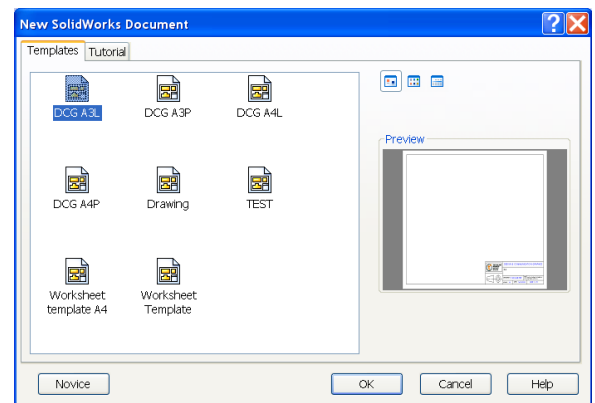 New SolidWorks Document
Templates Tutorial
DCG A3L DCG A3P DCG A4L
Preview
DCG A4P Drawing TEST
Worksheet template A4
Worksheet Template
Novice OK Cancel Help